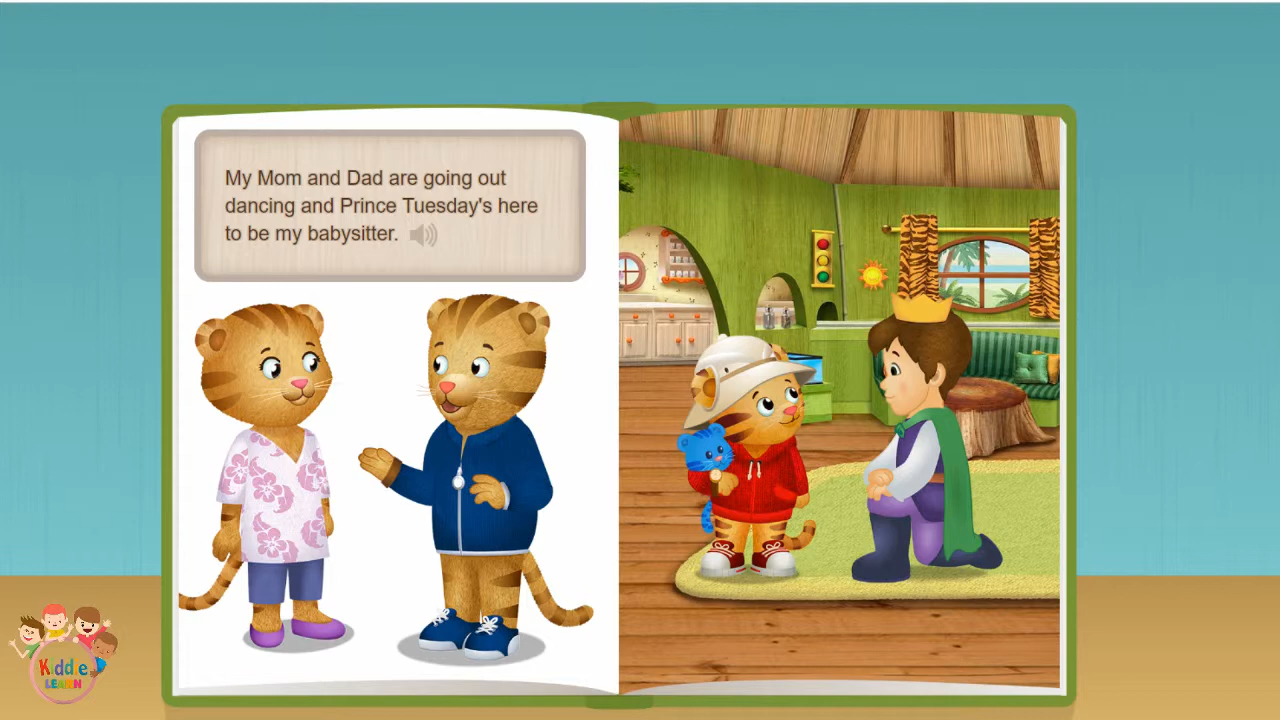 My Mom and Dad are going out
dancing and Prince Tuesday's here
to be my babysitter.
Kiddie
LEARN